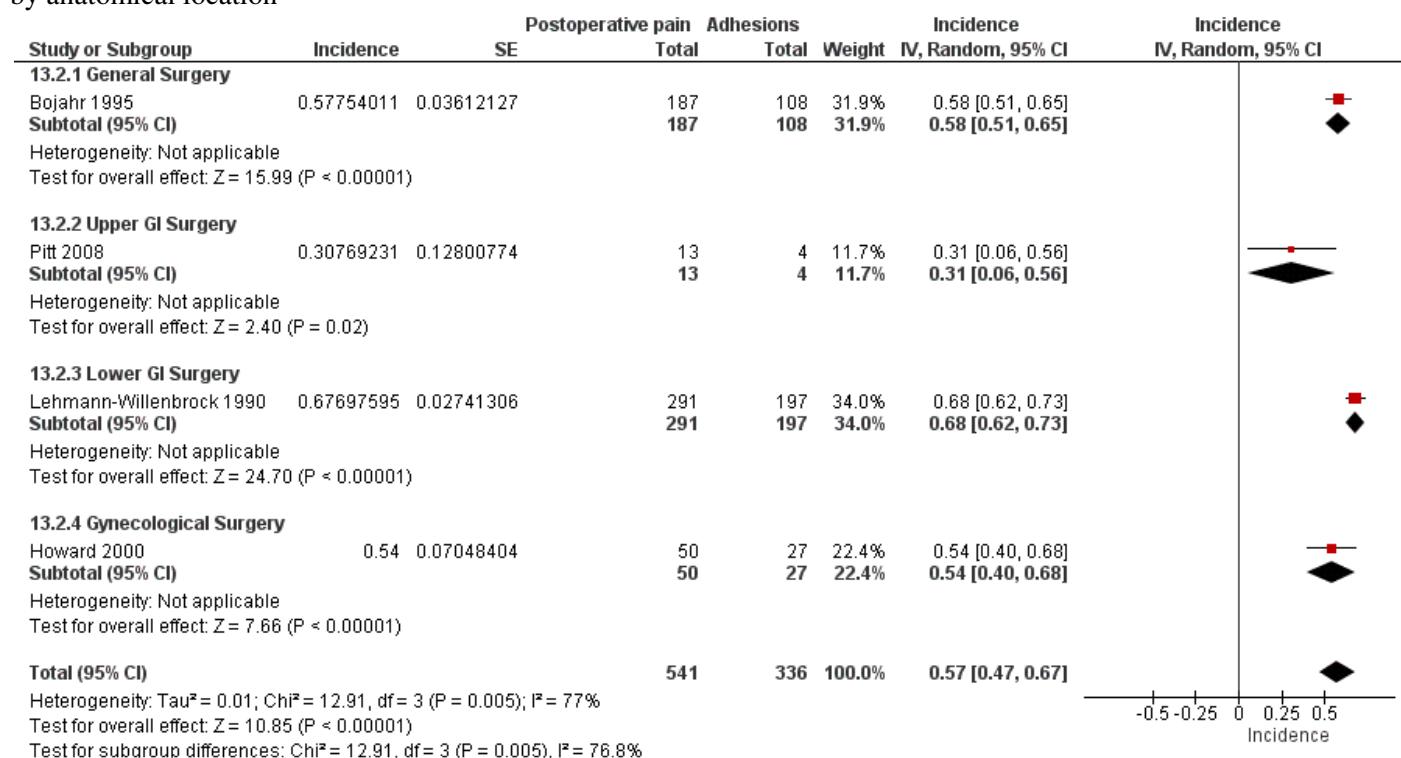 by anatomical location
Postoperative pain Adhesions Incidence Incidence
Study or Subgroup Incidence SE Total Total Weight IV, Random, 95% CI IV, Random, 95% CI
13.2.1 General Surgery
Bojahr 1995 0.57754011 0.03612127 187 108 31.9% 0.58 [0.51, 0.65]
Subtotal (95% CI) 187 108 31.9% 0.58 [0.51, 0.65]
Heterogeneity: Not applicable
Test for overall effect: Z = 15.99 (P < 0.00001)
13.2.2 Upper GI Surgery
Pitt 2008 0.30769231 0.12800774 13 4 11.7% 0.31 [0.06, 0.56]
Subtotal (95% CI) 13 4 11.7% 0.31 [0.06, 0.56]
Heterogeneity: Not applicable
Test for overall effect: Z = 2.40 (P = 0.02)
13.2.3 Lower GI Surgery
Lehmann-Willenbrock 1990 0.67697595 0.02741306 291 197 34.0% 0.68 [0.62, 0.73]
Subtotal (95% CI) 291 197 34.0% 0.68 [0.62, 0.73]
Heterogeneity: Not applicable
Test for overall effect: Z = 24.70 (P < 0.00001)
13.2.4 Gynecological Surgery
Howard 2000 0.54 0.07048404 50 27 22.4% 0.54 [0.40, 0.68]
Subtotal (95% CI) 50 27 22.4% 0.54 [0.40, 0.68]
Heterogeneity: Not applicable
Test for overall effect: Z = 7.66 (P < 0.00001)
Total (95% CI) 541 336 100.0% 0.57 [0.47, 0.67]
Heterogeneity: Tau² = 0.01; Chi² = 12.91, df = 3 (P = 0.005); I² = 77%
Test for overall effect: Z = 10.85 (P < 0.00001)
Test for subgroup differences: Chi² = 12.91, df = 3 (P = 0.005), I² = 76.8%
-0.5 -0.25 0 0.25 0.5
Incidence